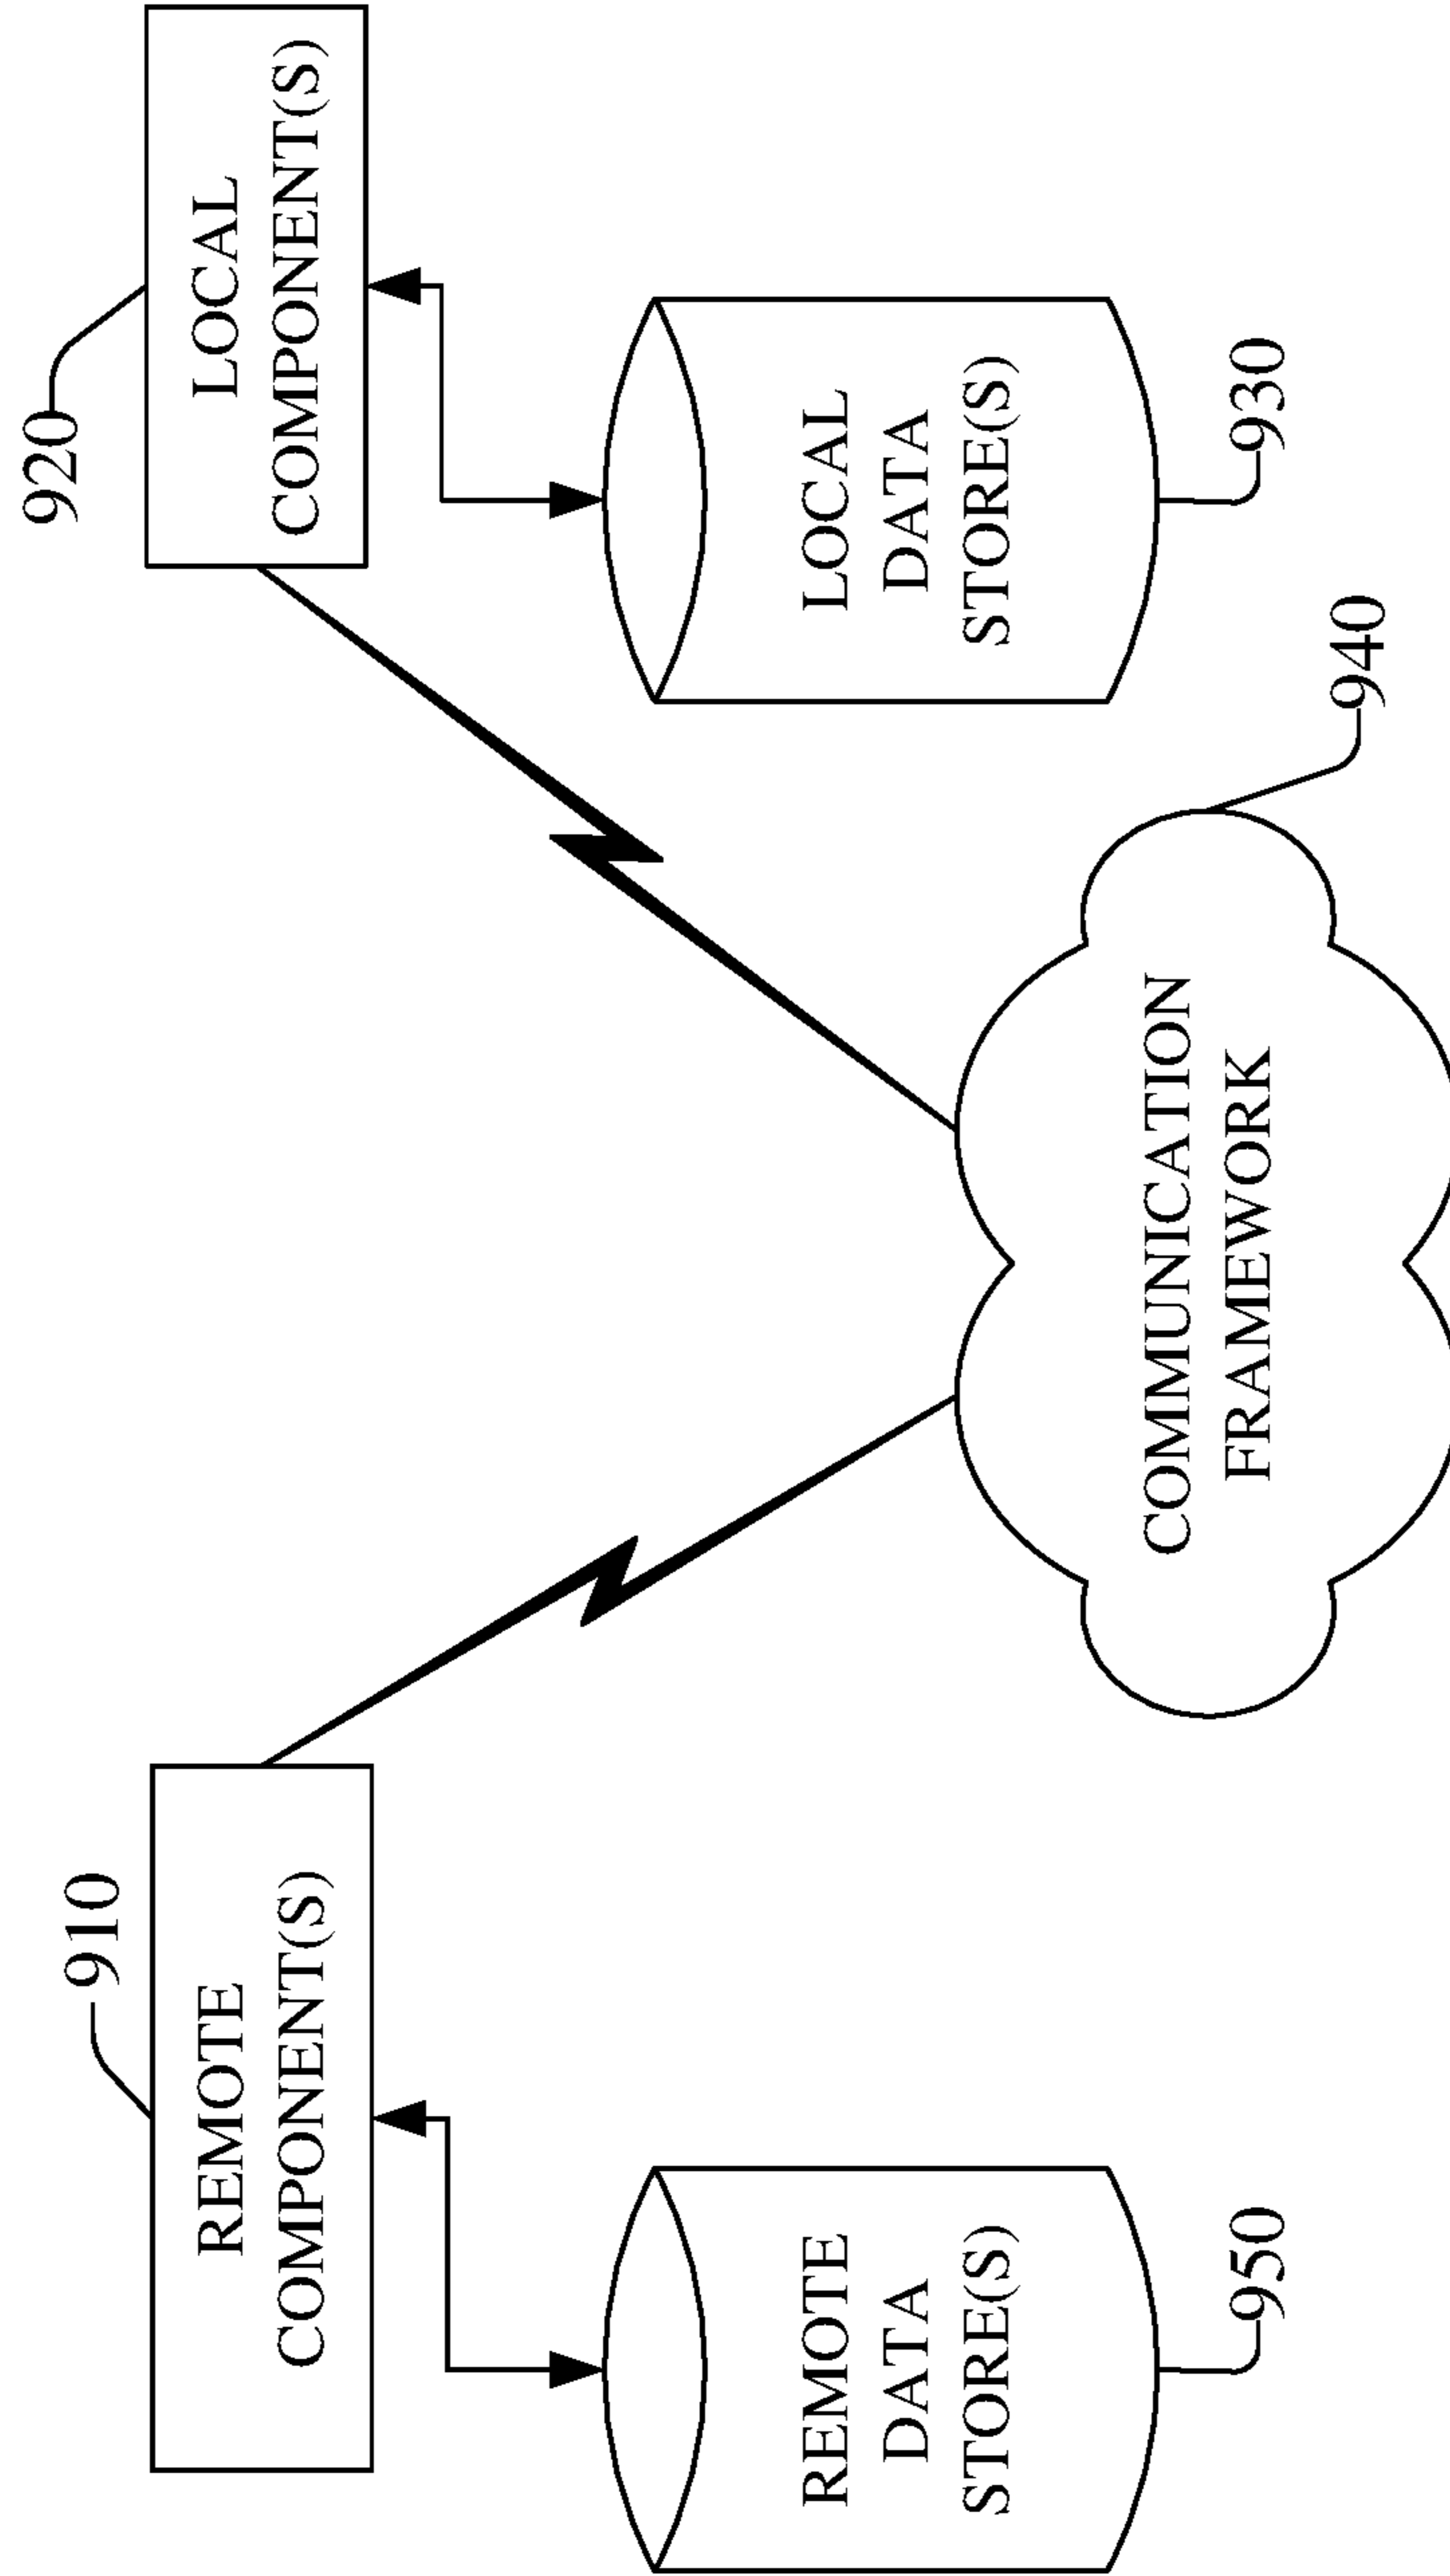 910
REMOTE
COMPONENT(S)
920
LOCAL
COMPONENT(S)
REMOTE
DATA
STORE(S)
950
LOCAL
DATA
STORE(S)
930
940
COMMUNICATION
FRAMEWORK